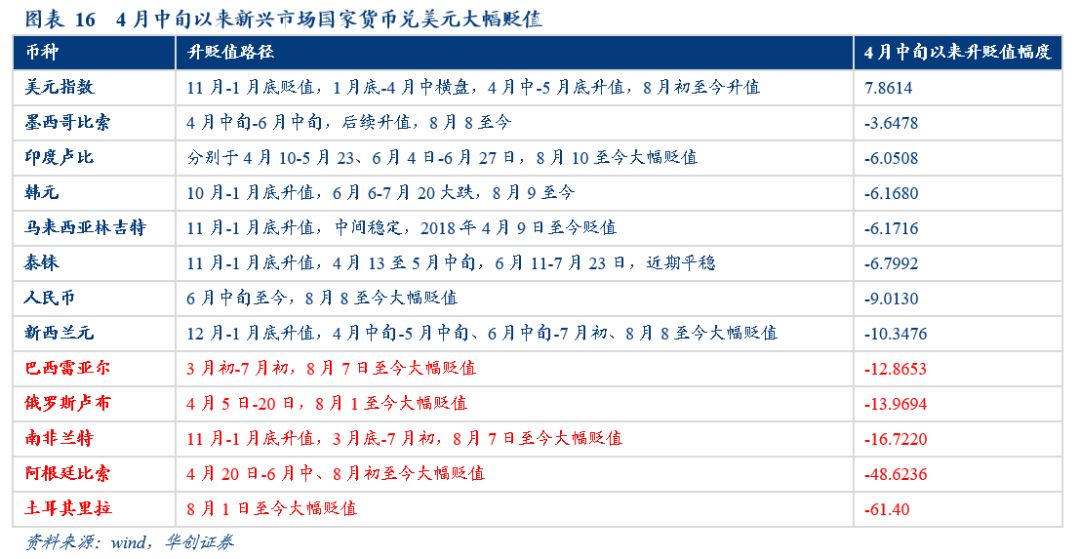 图表 16 4 月中旬以来新兴市场国家货币兑美元大幅贬值
币种 升贬值路径 4 月中旬以来升贬值幅度
美元指数 11 月-1 月底贬值，1 月底-4 月中横盘，4 月中-5 月底升值，8 月初至今升值 7.8614
墨西哥比索 4 月中旬-6 月中旬，后续升值，8 月 8 至今 -3.6478
印度卢比 分别于 4 月 10-5 月 23、6 月 4 日-6 月 27 日，8 月 10 至今大幅贬值 -6.0508
韩元 10 月-1 月底升值，6 月 6-7 月 20 大跌，8 月 9 至今 -6.1680
马来西亚林吉特 11 月-1 月底升值，中间稳定，2018 年 4 月 9 日至今贬值 -6.1716
泰铢 11 月-1 月底升值，4 月 13 至 5 月中旬，6 月 11-7 月 23 日，近期平稳 -6.7992
人民币 6 月中旬至今，8 月 8 至今大幅贬值 -9.0130
新西兰元 12 月-1 月底升值，4 月中旬-5 月中旬、6 月中旬-7 月初、8 月 8 至今大幅贬值 -10.3476
巴西雷亚尔 3 月初-7 月初，8 月 7 日至今大幅贬值 -12.8653
俄罗斯卢布 4 月 5 日-20 日，8 月 1 至今大幅贬值 -13.9694
南非兰特 11 月-1 月底升值，3 月底-7 月初，8 月 7 日至今大幅贬值 -16.7220
阿根廷比索 4 月 20 日-6 月中、8 月初至今大幅贬值 -48.6236
土耳其里拉 8 月 1 日至今大幅贬值 -61.40
资料来源：wind，华创证券